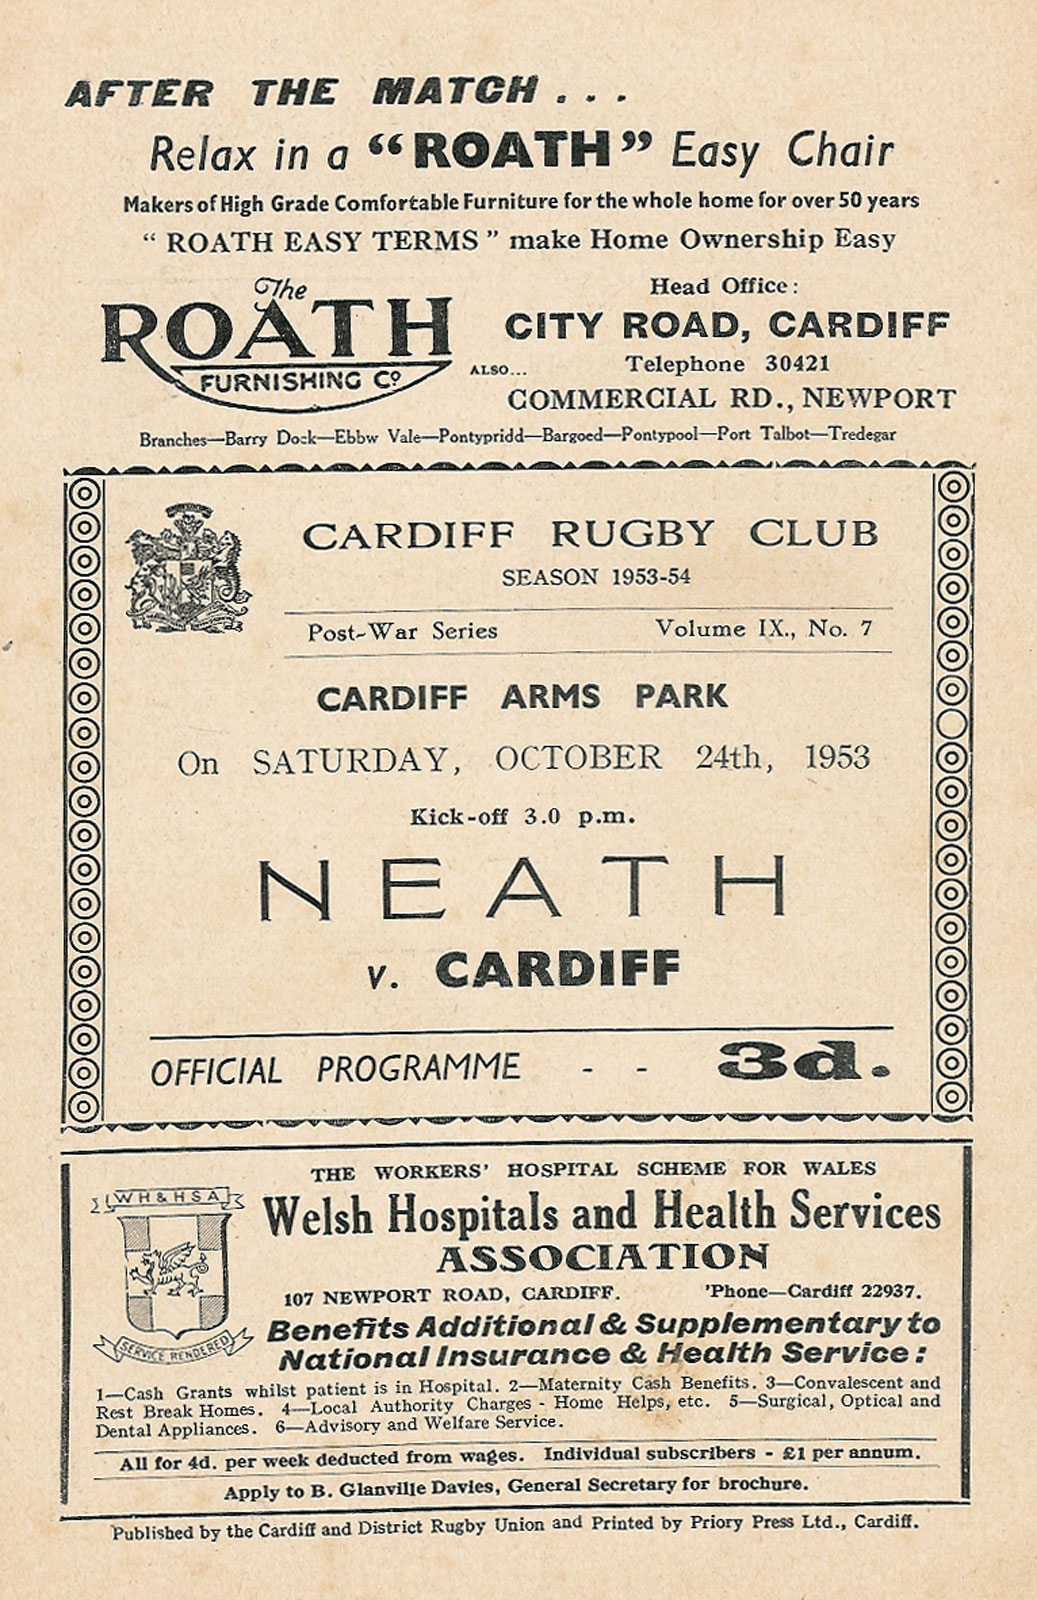 AFTER THE MATCH . . .
Relax in a “ROATH” Easy Chair
Makers of High Grade Comfortable Furniture for the whole home for over 50 years
“ ROATH EASY TERMS ” make Home Ownership Easy
The
ROATH
FURNISHING Co.
Head Office :
CITY ROAD, CARDIFF
Telephone 30421
ALSO...
COMMERCIAL RD., NEWPORT
Branches—Barry Dock—Ebbw Vale—Pontypridd—Bargoed—Pontypool—Port Talbot—Tredegar
CARDIFF RUGBY CLUB
SEASON 1953-54
Post-War Series Volume IX., No. 7
CARDIFF ARMS PARK
On SATURDAY, OCTOBER 24th, 1953
Kick-off 3.0 p.m.
NEATH
v. CARDIFF
OFFICIAL PROGRAMME - - 3d.
THE WORKERS' HOSPITAL SCHEME FOR WALES
WH&HSA
Welsh Hospitals and Health Services
ASSOCIATION
107 NEWPORT ROAD, CARDIFF. 'Phone—Cardiff 22937.
SERVICE RENDERED
Benefits Additional & Supplementary to
National Insurance & Health Service :
1—Cash Grants whilst patient is in Hospital. 2—Maternity Cash Benefits. 3—Convalescent and
Rest Break Homes. 4—Local Authority Charges - Home Helps, etc. 5—Surgical, Optical and
Dental Appliances. 6—Advisory and Welfare Service.
All for 4d. per week deducted from wages. Individual subscribers - £1 per annum.
Apply to B. Glanville Davies, General Secretary for brochure.
Published by the Cardiff and District Rugby Union and Printed by Priory Press Ltd., Cardiff.